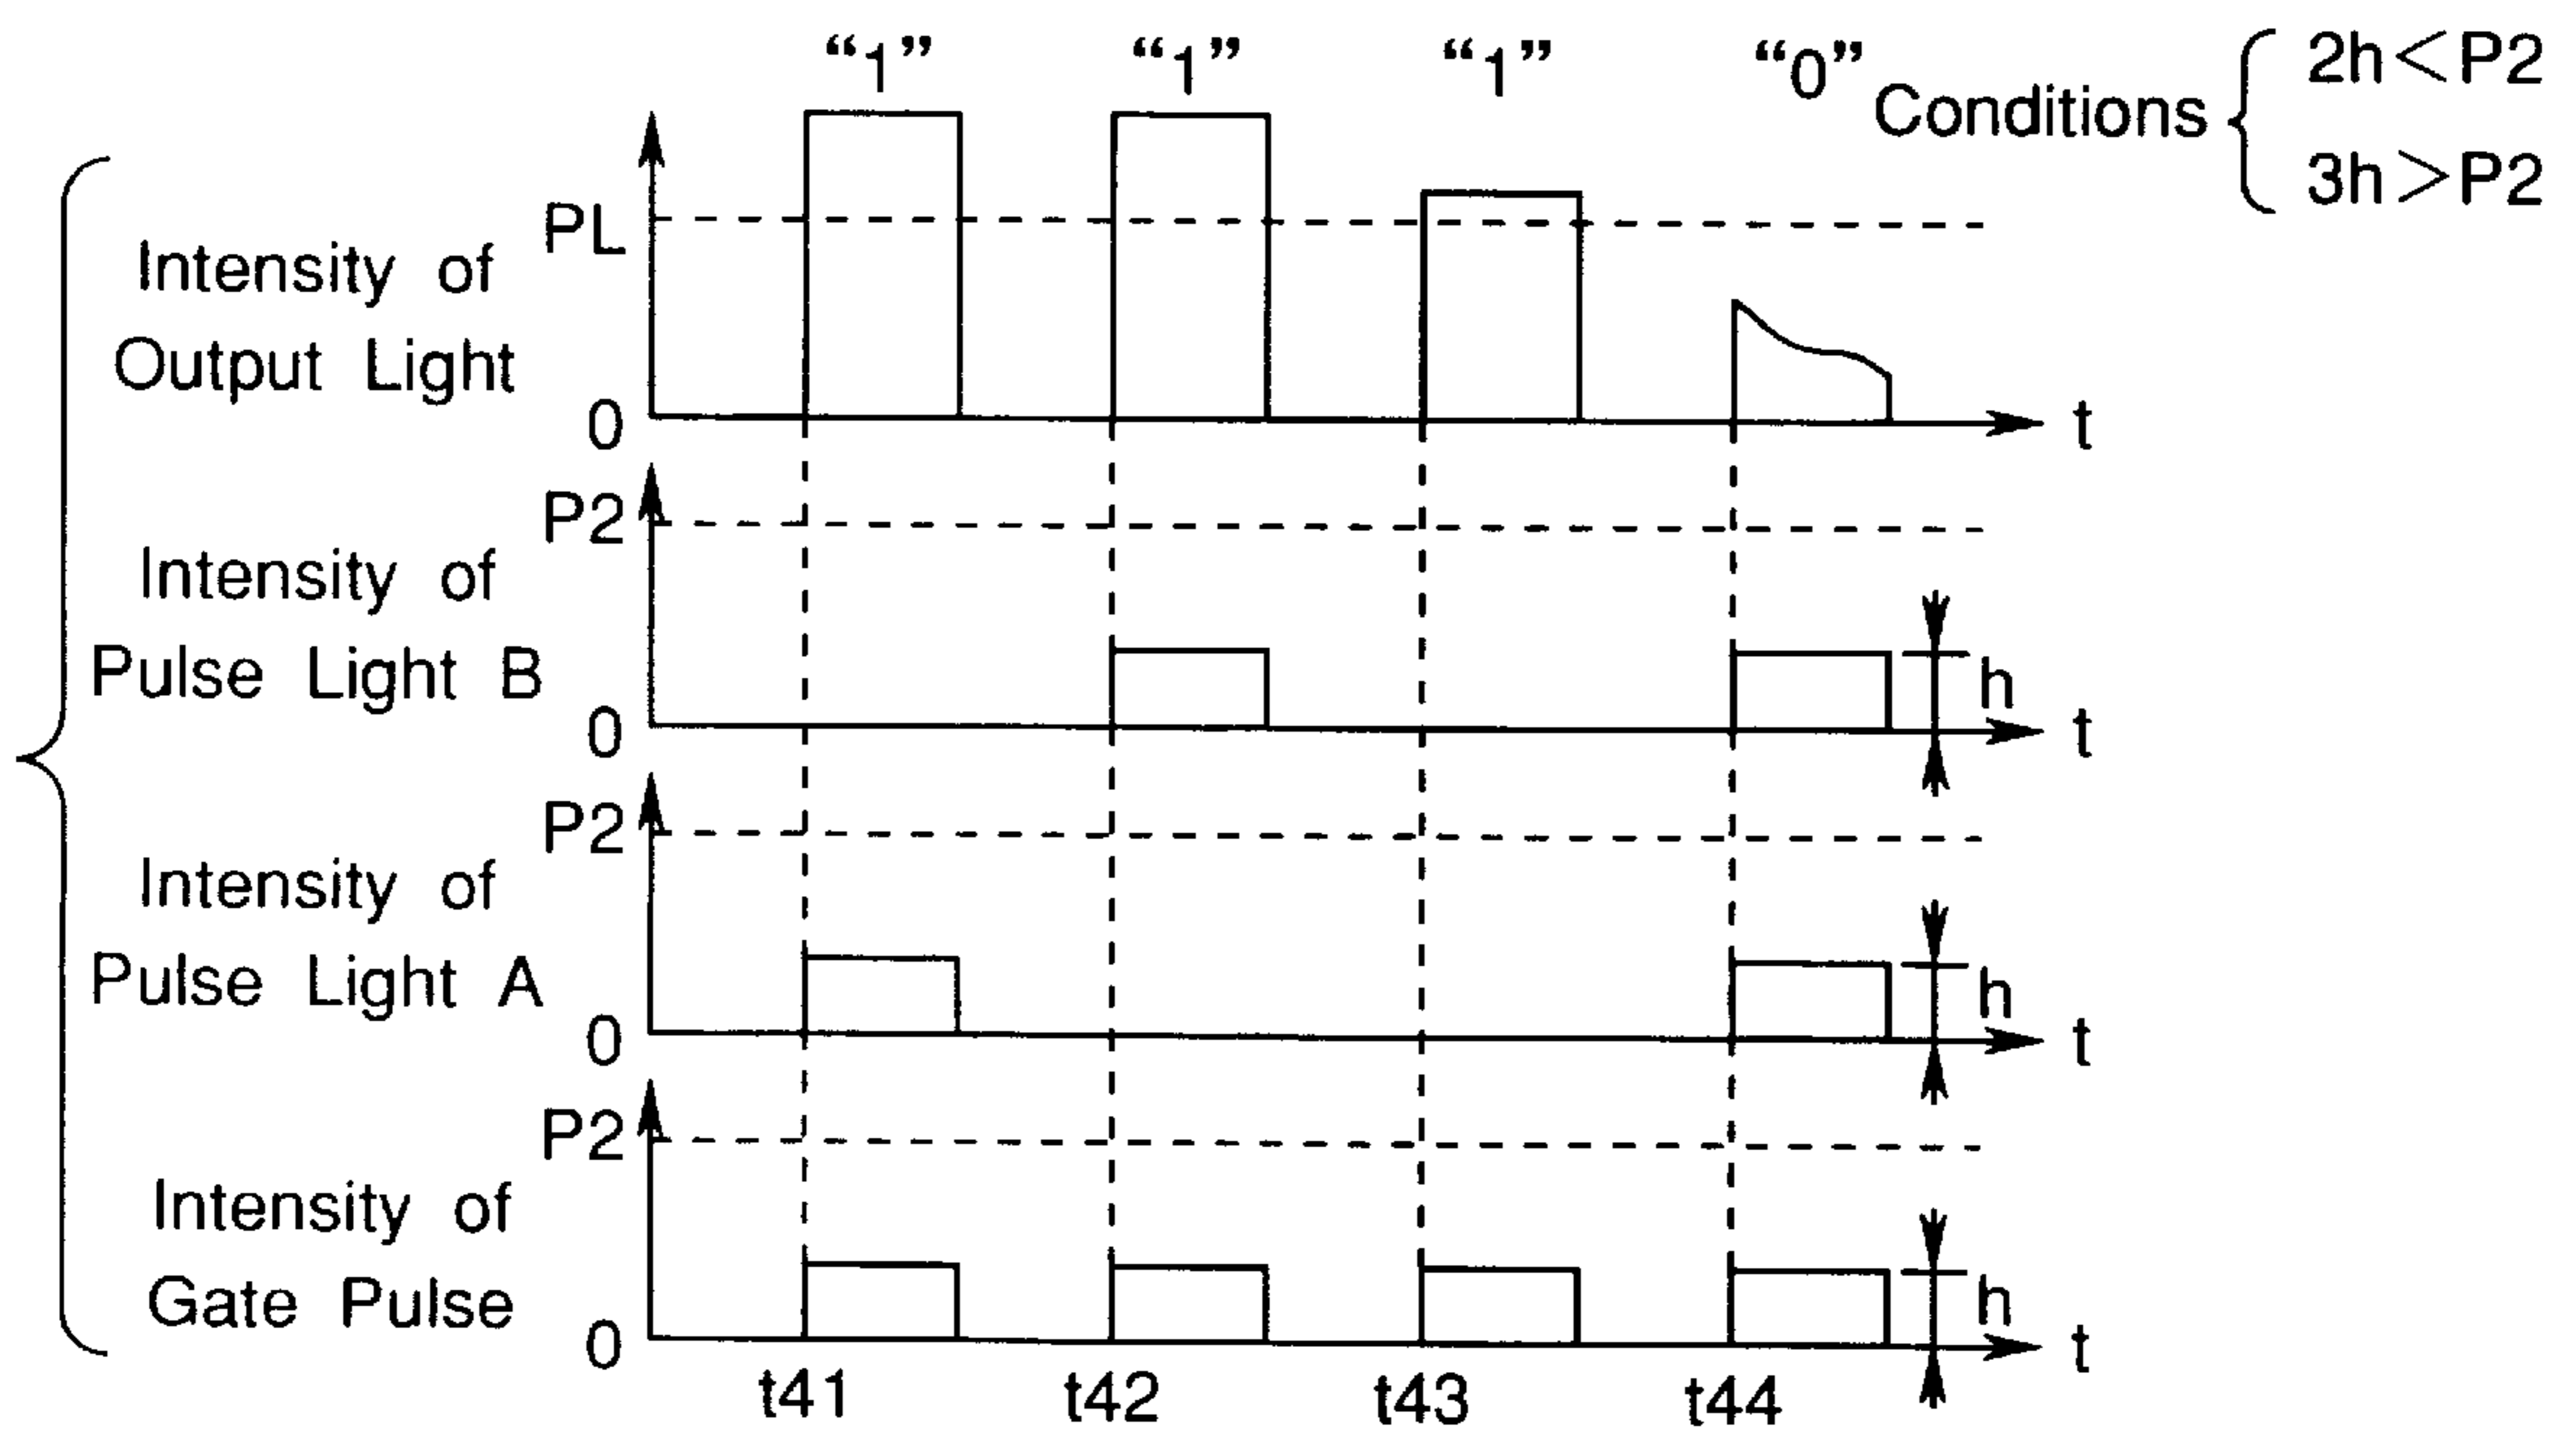 “1” “1” “1” “0”
Conditions
2h<P2
3h>P2
Intensity of
Output Light
PL
0
t
Intensity of
Pulse Light B
P2
0
h
t
Intensity of
Pulse Light A
P2
0
h
t
Intensity of
Gate Pulse
P2
0
h
t
t41 t42 t43 t44